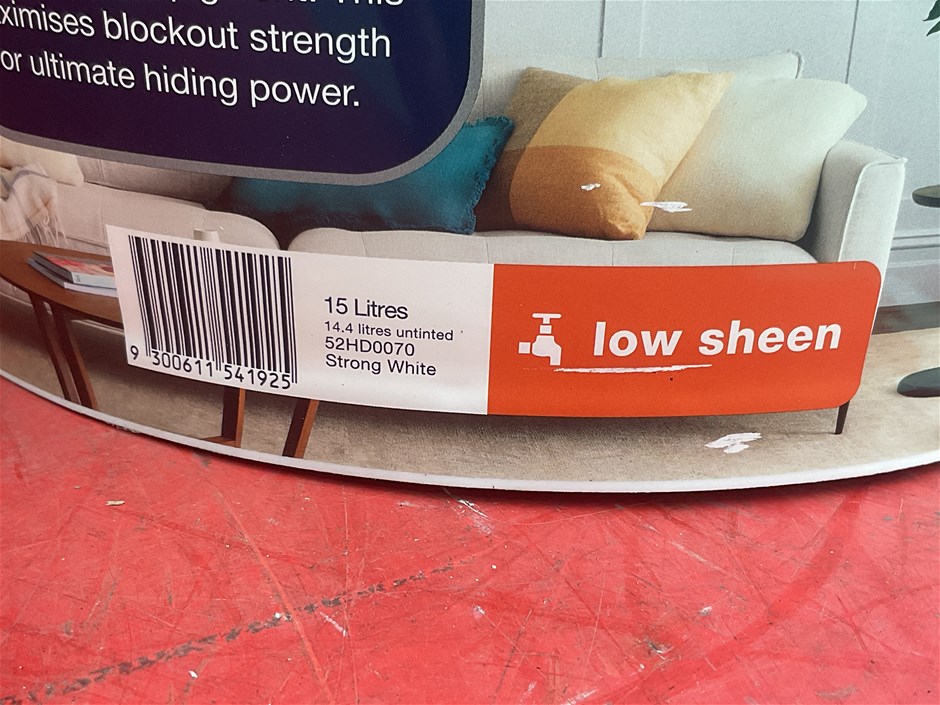 This
ximises blockout strength
or ultimate hiding power.
15 Litres
14.4 litres untinted
52HD0070
Strong White
9 300611 541925
low sheen